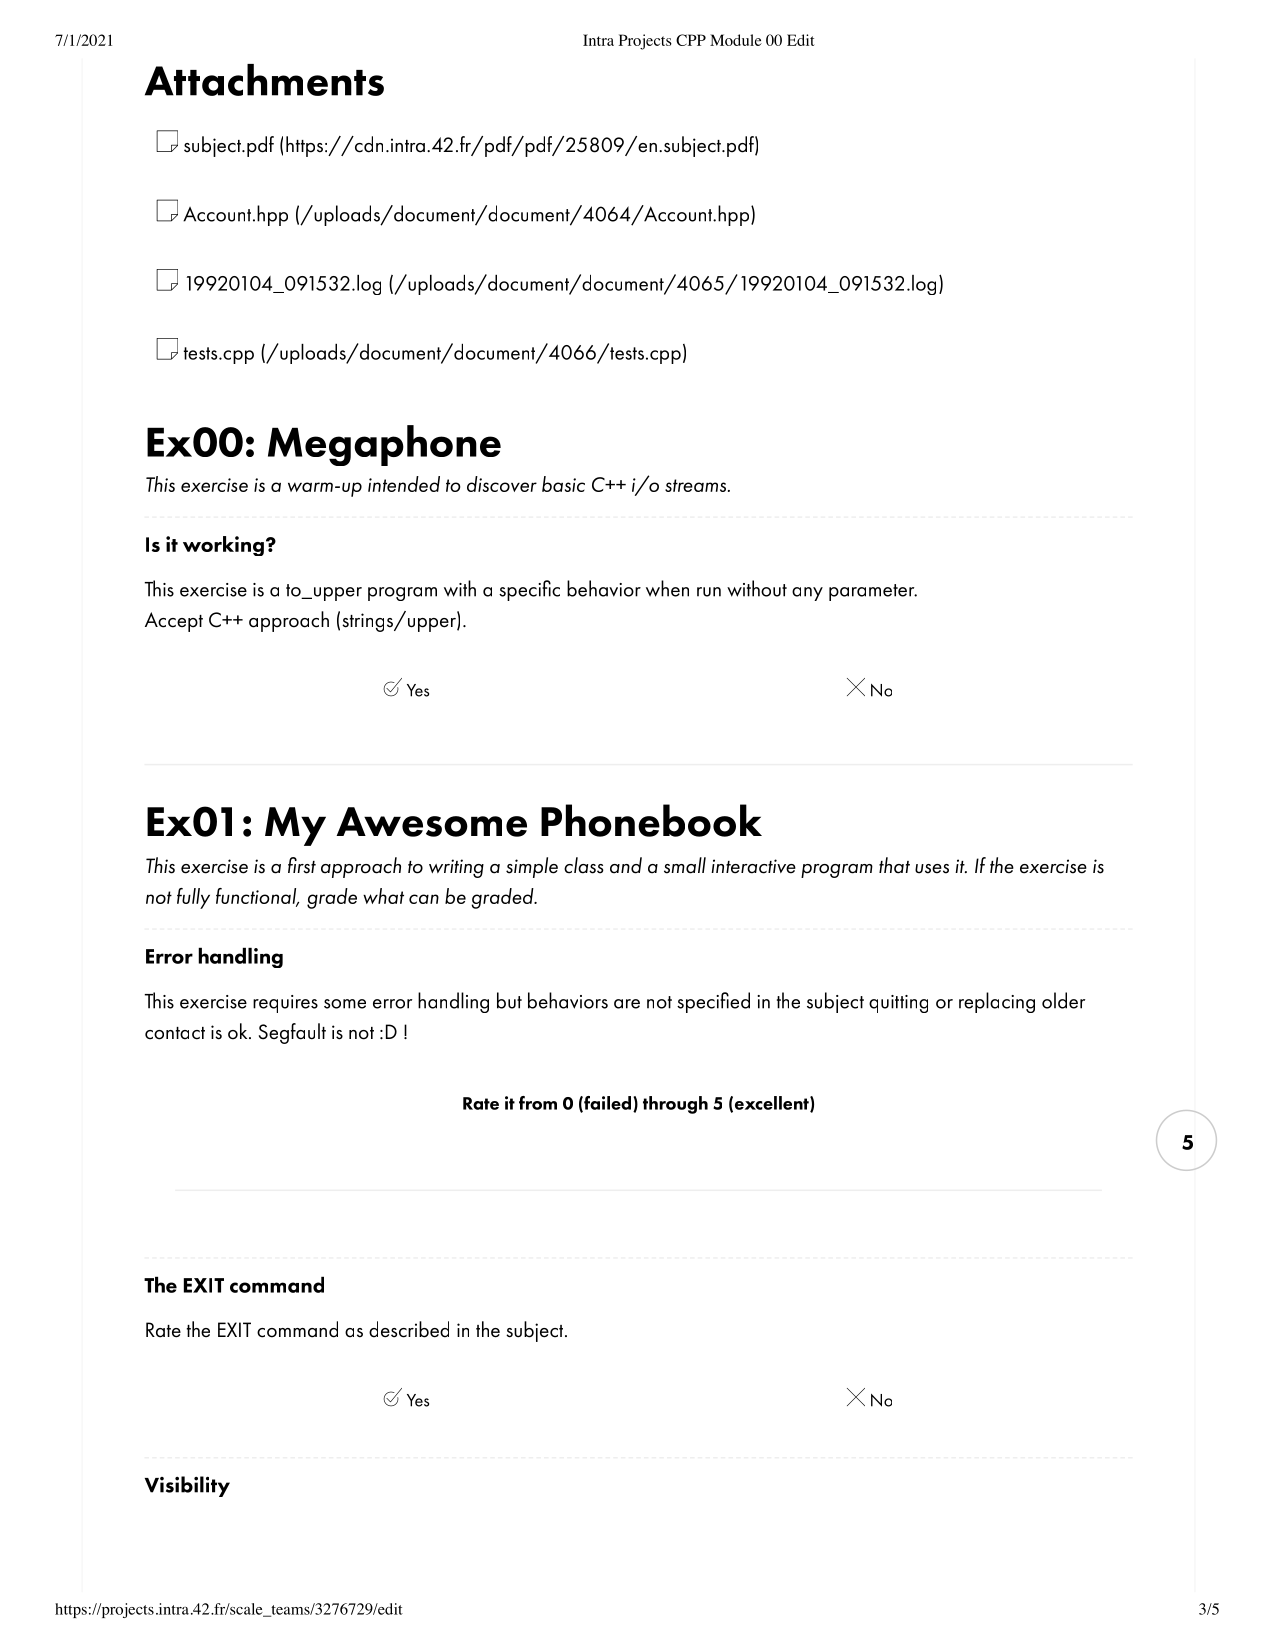 7/1/2021 Intra Projects CPP Module 00 Edit
Attachments
subject.pdf (https://cdn.intra.42.fr/pdf/pdf/25809/en.subject.pdf)
Account.hpp (/uploads/document/document/4064/Account.hpp)
19920104_091532.log (/uploads/document/document/4065/19920104_091532.log)
tests.cpp (/uploads/document/document/4066/tests.cpp)
Ex00: Megaphone
This exercise is a warm-up intended to discover basic C++ i/o streams.
Is it working?
This exercise is a to_upper program with a specific behavior when run without any parameter.
Accept C++ approach (strings/upper).
Yes No
Ex01: My Awesome Phonebook
This exercise is a first approach to writing a simple class and a small interactive program that uses it. If the exercise is
not fully functional, grade what can be graded.
Error handling
This exercise requires some error handling but behaviors are not specified in the subject quitting or replacing older
contact is ok. Segfault is not :D !
Rate it from 0 (failed) through 5 (excellent)
5
The EXIT command
Rate the EXIT command as described in the subject.
Yes No
Visibility
https://projects.intra.42.fr/scale_teams/3276729/edit 3/5